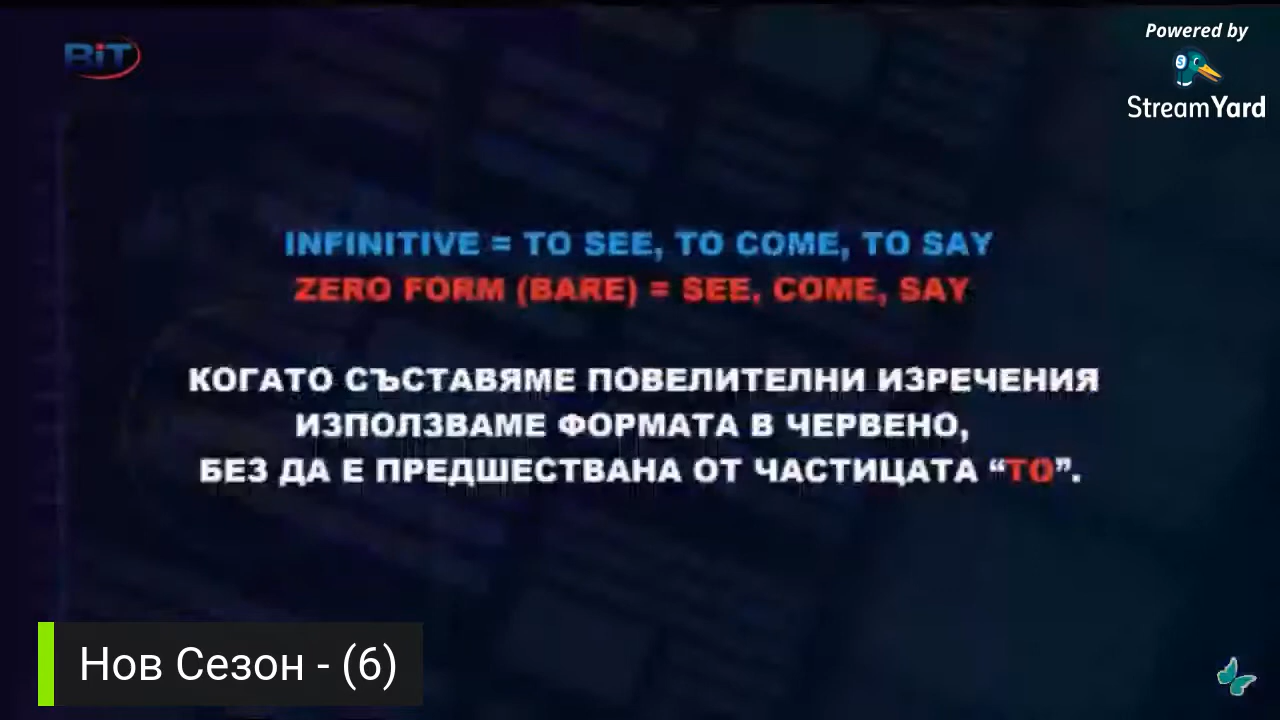 BiT
Powered by
StreamYard
INFINITIVE = TO SEE, TO COME, TO SAY
ZERO FORM (BARE) = SEE, COME, SAY
КОГАТО СЪСТАВЯМЕ ПОВЕЛИТЕЛНИ ИЗРЕЧЕНИЯ
ИЗПОЛЗВАМЕ ФОРМАТА В ЧЕРВЕНО,
БЕЗ ДА Е ПРЕДШЕСТВАНА ОТ ЧАСТИЦАТА “TO”.
Нов Сезон - (6)